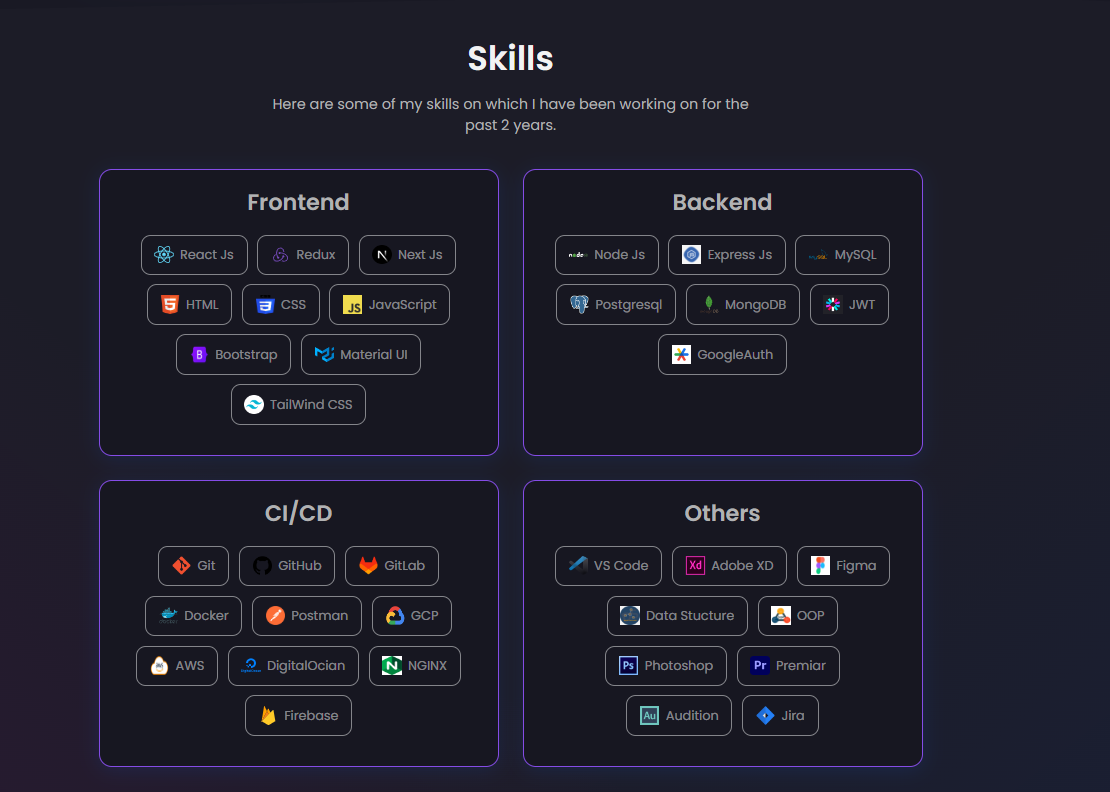 Skills
Here are some of my skills on which I have been working on for the
past 2 years.
Frontend
React Js
Redux
Next Js
HTML
CSS
JavaScript
Bootstrap
Material UI
TailWind CSS
Backend
Node Js
Express Js
MySQL
Postgresql
MongoDB
JWT
GoogleAuth
CI/CD
Git
GitHub
GitLab
Docker
Postman
GCP
AWS
DigitalOcian
NGINX
Firebase
Others
VS Code
Xd Adobe XD
Figma
Data Stucture
OOP
Ps Photoshop
Pr Premiar
Au Audition
Jira